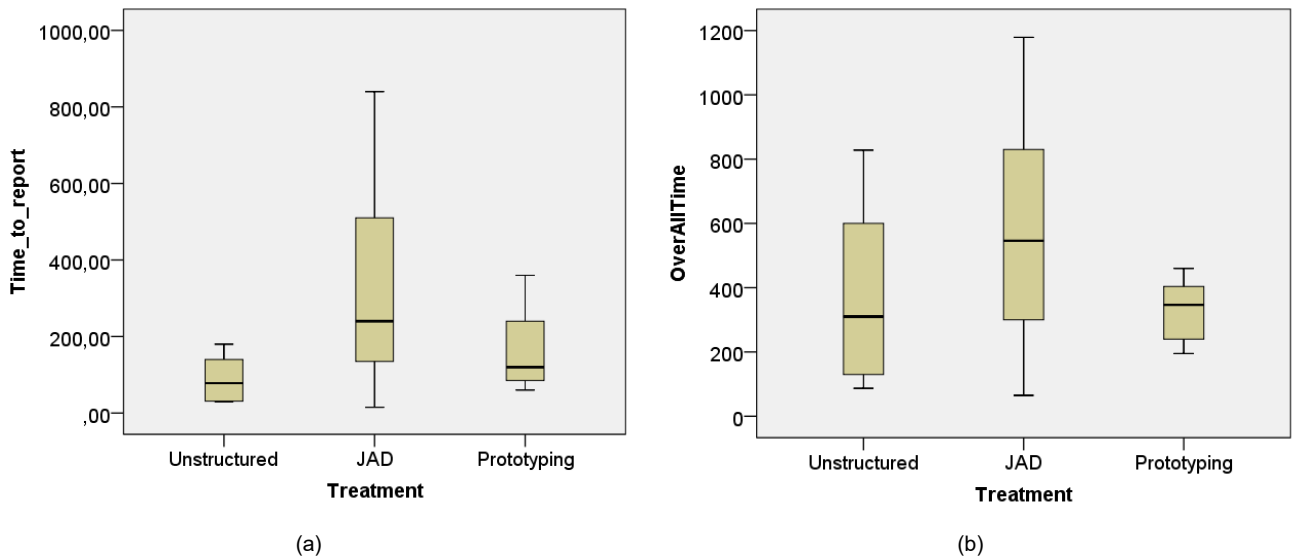 Time_to_report
1000,00
800,00
600,00
400,00
200,00
,00
Unstructured JAD Prototyping
Treatment
(a)
OverAllTime
1200
1000
800
600
400
200
0
Unstructured JAD Prototyping
Treatment
(b)